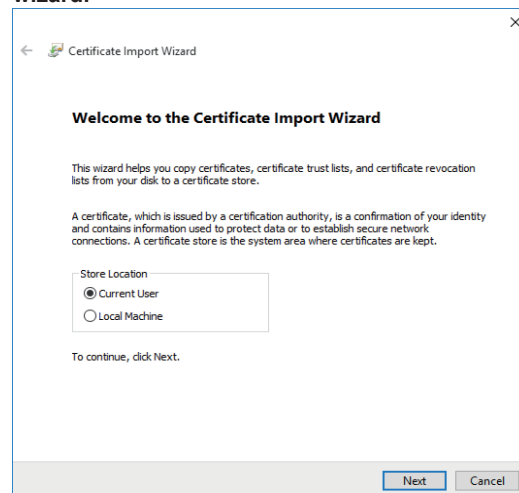 wizard.
Certificate Import Wizard
Welcome to the Certificate Import Wizard
This wizard helps you copy certificates, certificate trust lists, and certificate revocation
lists from your disk to a certificate store.
A certificate, which is issued by a certification authority, is a confirmation of your identity
and contains information used to protect data or to establish secure network
connections. A certificate store is the system area where certificates are kept.
Store Location
Current User
Local Machine
To continue, click Next.
Next Cancel